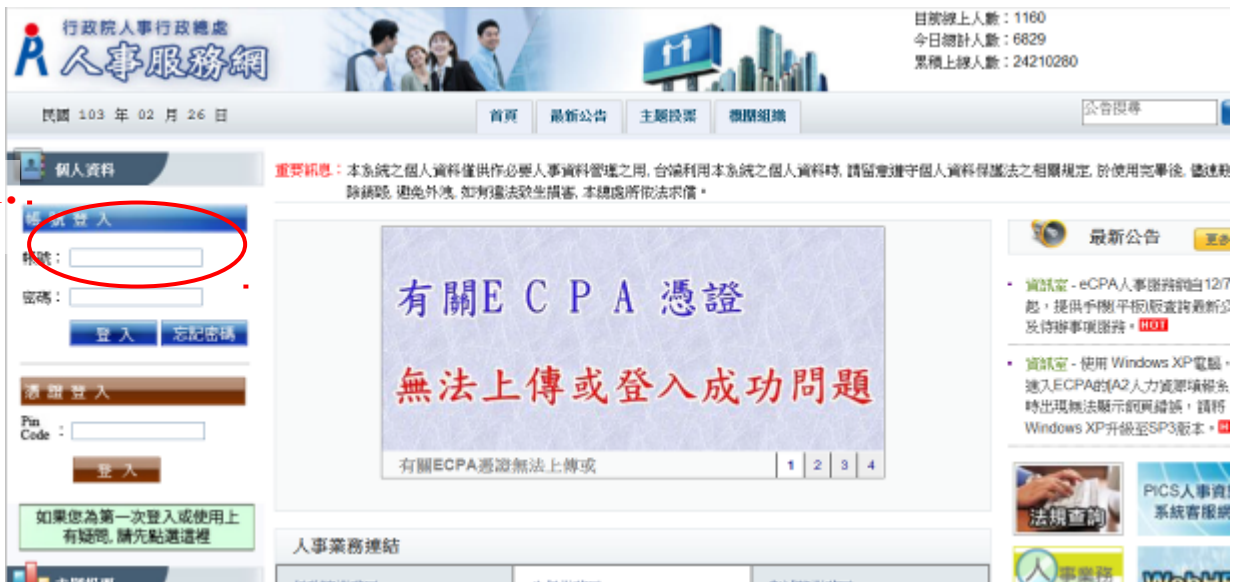 行政院人事行政總處
人事服務網
目前線上人數：1160
今日總計人數：6829
累積上線人數：24210280
民國 103 年 02 月 26 日
首頁
最新公告
主題投票
機關組織
公告搜尋
個人資料
重要訊息：本系統之個人資料僅供作必要人事資料管理之用, 台端利用本系統之個人資料時, 請留意遵守個人資料保護法之相關規定, 於使用完畢後, 儘速
除銷毀, 避免外洩, 如有違法致生損害, 本總處所依法求償。
帳 號 登 入
帳號：
密碼：
登 入
忘記密碼
憑 證 登 入
Pin
Code ：
登 入
如果您為第一次登入或使用上
有疑問, 請先點選這裡
有關E C P A 憑證
無法上傳或登入成功問題
有關ECPA憑證無法上傳或
1 2 3 4
最新公告
資訊室 - eCPA人事服務網自12/7
起，提供手機(平板)版查詢最新公
及待辦事項服務。HOT
資訊室 - 使用 Windows XP電腦，
進入ECPA的(A2人力資源填報系
時出現無法顯示網頁錯誤，請將
Windows XP升級至SP3版本。
法規查詢
PICS人事資
系統客服網
人事業務連結
人事業務